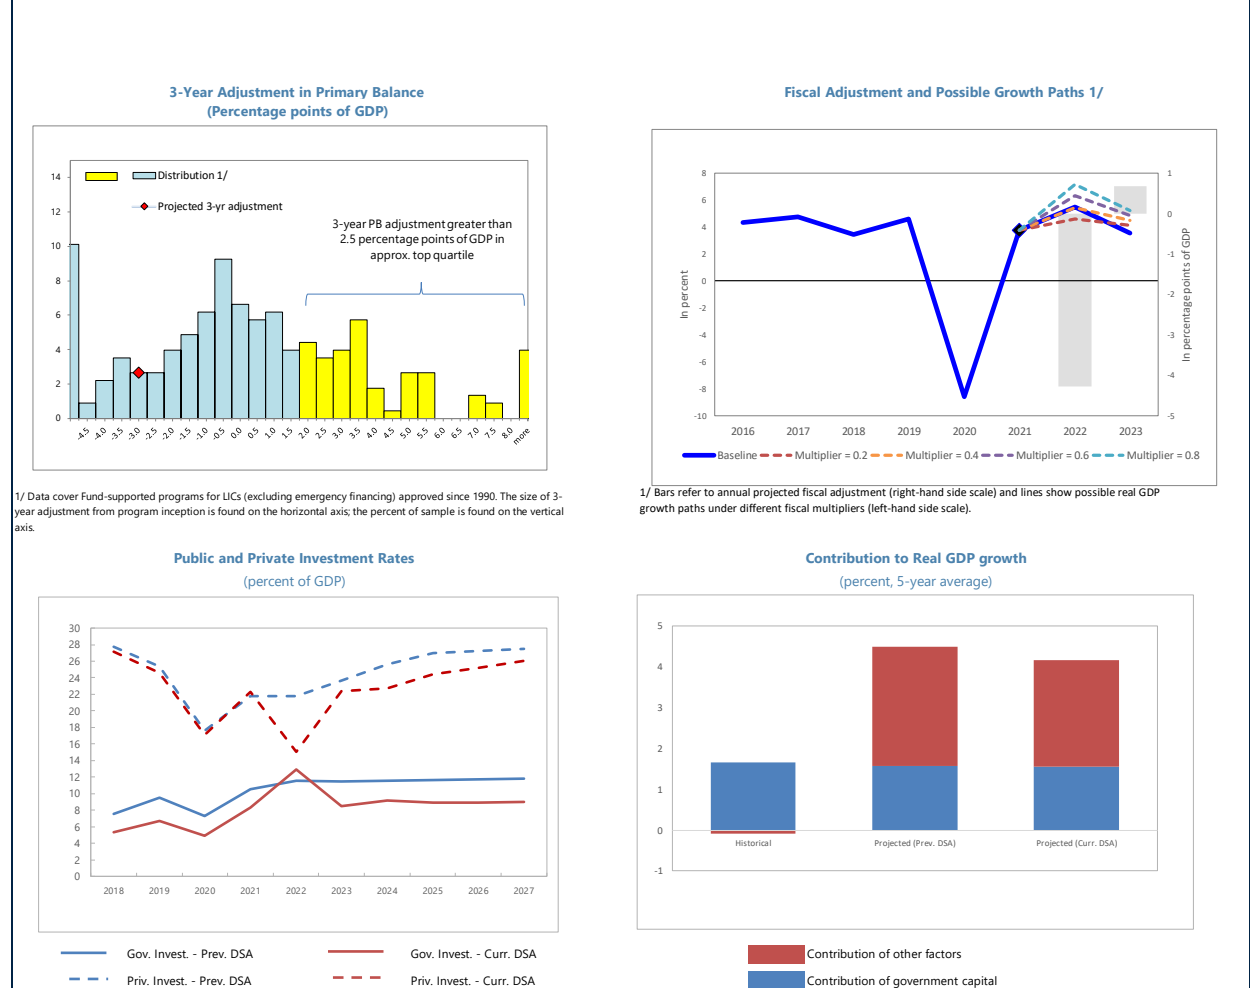 3-Year Adjustment in Primary Balance
(Percentage points of GDP)
14
12
10
8
6
4
2
0
Distribution 1/
Projected 3-yr adjustment
3-year PB adjustment greater than
2.5 percentage points of GDP in
approx. top quartile
-4.5 -4.0 -3.5 -3.0 -2.5 -2.0 -1.5 -1.0 -0.5 0.0 0.5 1.0 1.5 2.0 2.5 3.0 3.5 4.0 4.5 5.0 5.5 6.0 6.5 7.0 7.5 8.0 more
1/ Data cover Fund-supported programs for LICs (excluding emergency financing) approved since 1990. The size of 3-
year adjustment from program inception is found on the horizontal axis; the percent of sample is found on the vertical
axis.
Fiscal Adjustment and Possible Growth Paths 1/
In percent
8
6
4
2
0
-2
-4
-6
-8
-10
1
0
-1
-2
-3
-4
-5
In percentage points of GDP
2016 2017 2018 2019 2020 2021 2022 2023
Baseline Multiplier = 0.2 Multiplier = 0.4 Multiplier = 0.6 Multiplier = 0.8
1/ Bars refer to annual projected fiscal adjustment (right-hand side scale) and lines show possible real GDP
growth paths under different fiscal multipliers (left-hand side scale).
Public and Private Investment Rates
(percent of GDP)
30
28
26
24
22
20
18
16
14
12
10
8
6
4
2
0
2018 2019 2020 2021 2022 2023 2024 2025 2026 2027
Gov. Invest. - Prev. DSA Gov. Invest. - Curr. DSA
Priv. Invest. - Prev. DSA Priv. Invest. - Curr. DSA
Contribution to Real GDP growth
(percent, 5-year average)
5
4
3
2
1
0
-1
Historical Projected (Prev. DSA) Projected (Curr. DSA)
Contribution of other factors
Contribution of government capital